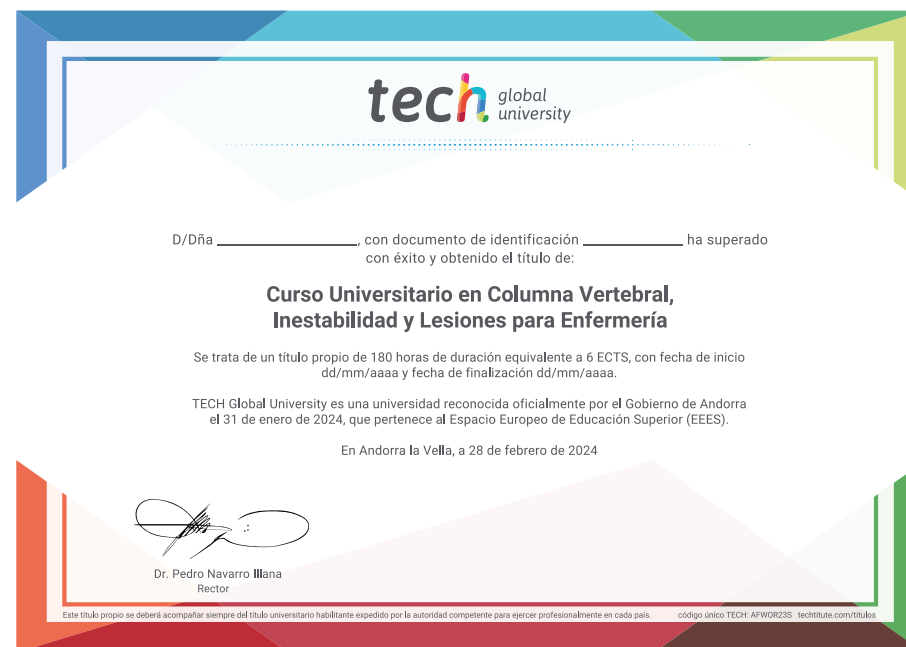 tech global university
D/Dña ____________________, con documento de identificación ______________ ha superado
con éxito y obtenido el título de:
Curso Universitario en Columna Vertebral,
Inestabilidad y Lesiones para Enfermería
Se trata de un título propio de 180 horas de duración equivalente a 6 ECTS, con fecha de inicio
dd/mm/aaaa y fecha de finalización dd/mm/aaaa.
TECH Global University es una universidad reconocida oficialmente por el Gobierno de Andorra
el 31 de enero de 2024, que pertenece al Espacio Europeo de Educación Superior (EEES).
En Andorra la Vella, a 28 de febrero de 2024
Dr. Pedro Navarro Illana
Rector
Este título propio se deberá acompañar siempre del título universitario habilitante expedido por la autoridad competente para ejercer profesionalmente en cada país. código único TECH: AFWOR23S techtitute.com/titulos